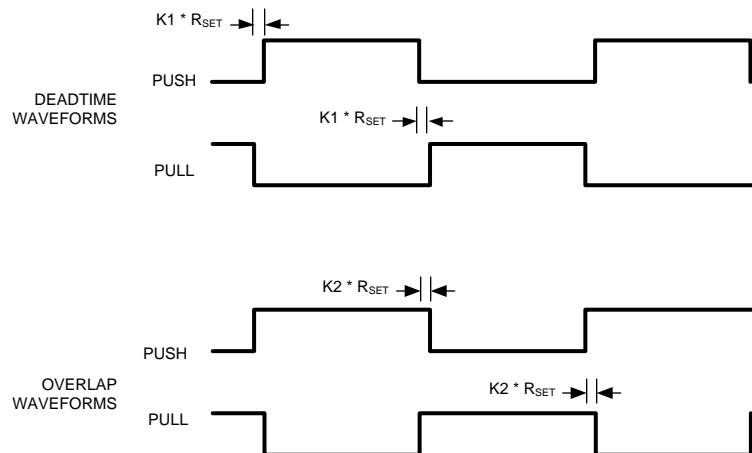 K1 * RSET
PUSH
DEADTIME
WAVEFORMS
K1 * RSET
PULL
K2 * RSET
PUSH
OVERLAP
WAVEFORMS
K2 * RSET
PULL